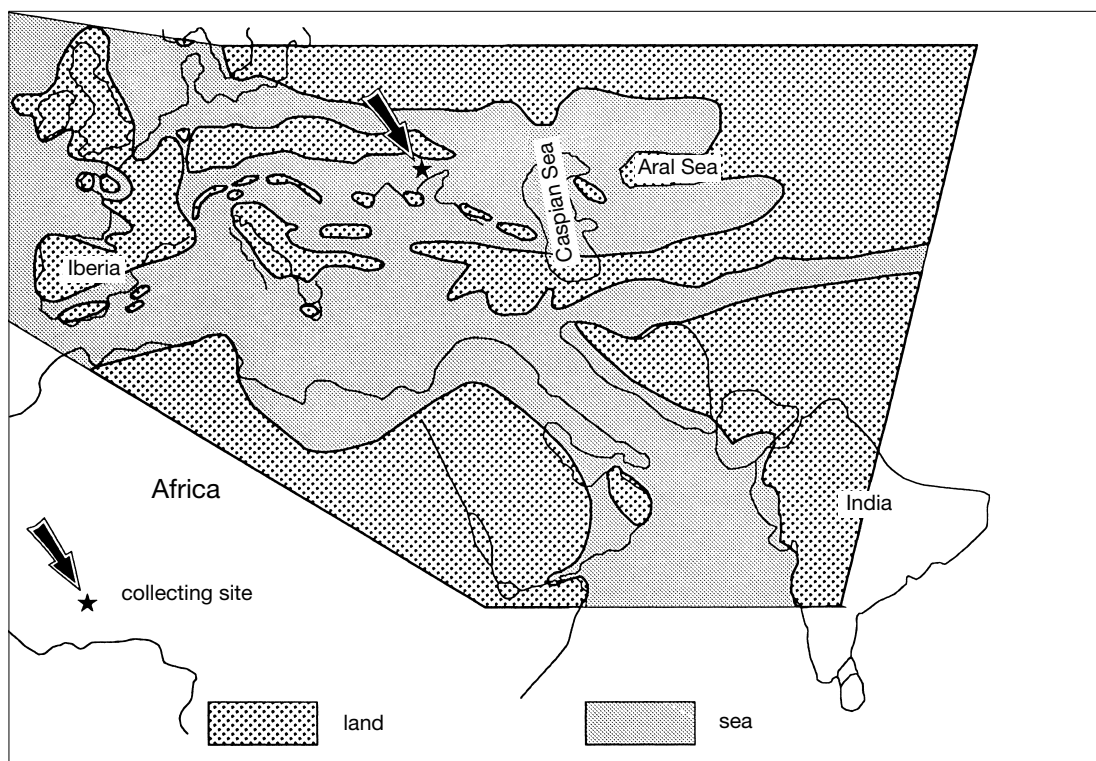 Caspian Sea
Aral Sea
Iberia
Africa
India
collecting site
land
sea